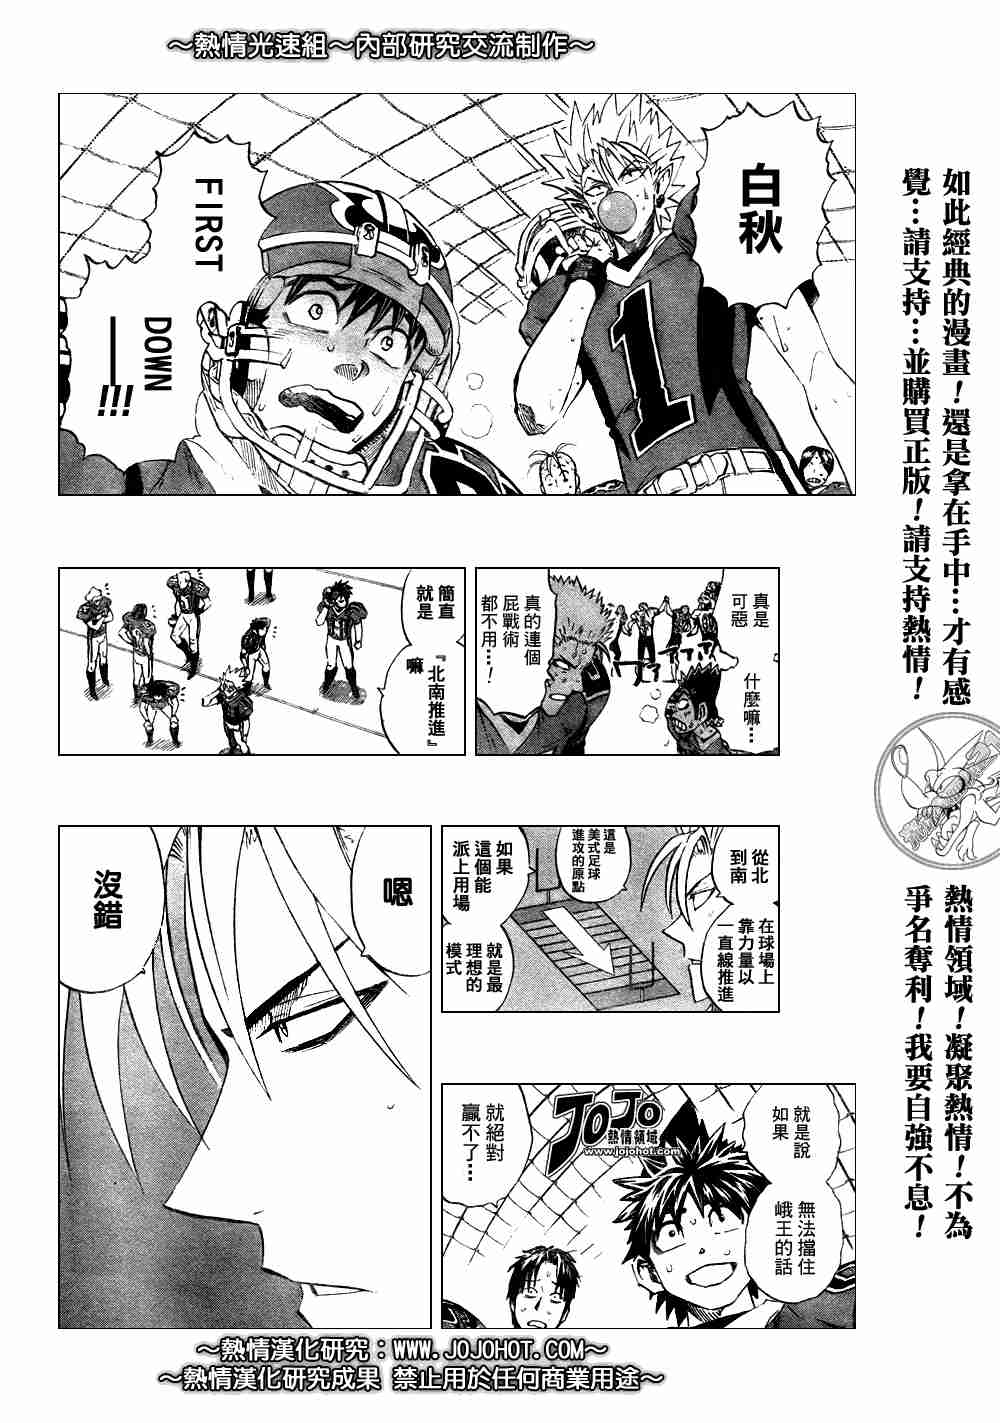 ～熱情光速組～內部研究交流制作～
白秋
FIRST
DOWN
──!!!
真是
可惡
什麼嘛…
真的連個
屁戰術
都不用…！
簡直
就是
『北南推進』
嘛
從北
到南
在球場上
靠力量以
一直線推進
這是
美式足球
進攻的原點
如果
這個能
派上用場
就是最
理想的
模式
嗯
沒錯
就是說
如果
無法擋住
峨王的話
就絕對
贏不了…
JOJO
熱情領域
www.jojohot.com
如此經典的漫畫！還是拿在手中…才有感
覺…請支持…並購買正版！請支持熱情！
熱情領域！凝聚熱情！不為
爭名奪利！我要自強不息！
～熱情漢化研究：WWW.JOJOHOT.COM～
～熱情漢化研究成果 禁止用於任何商業用途～